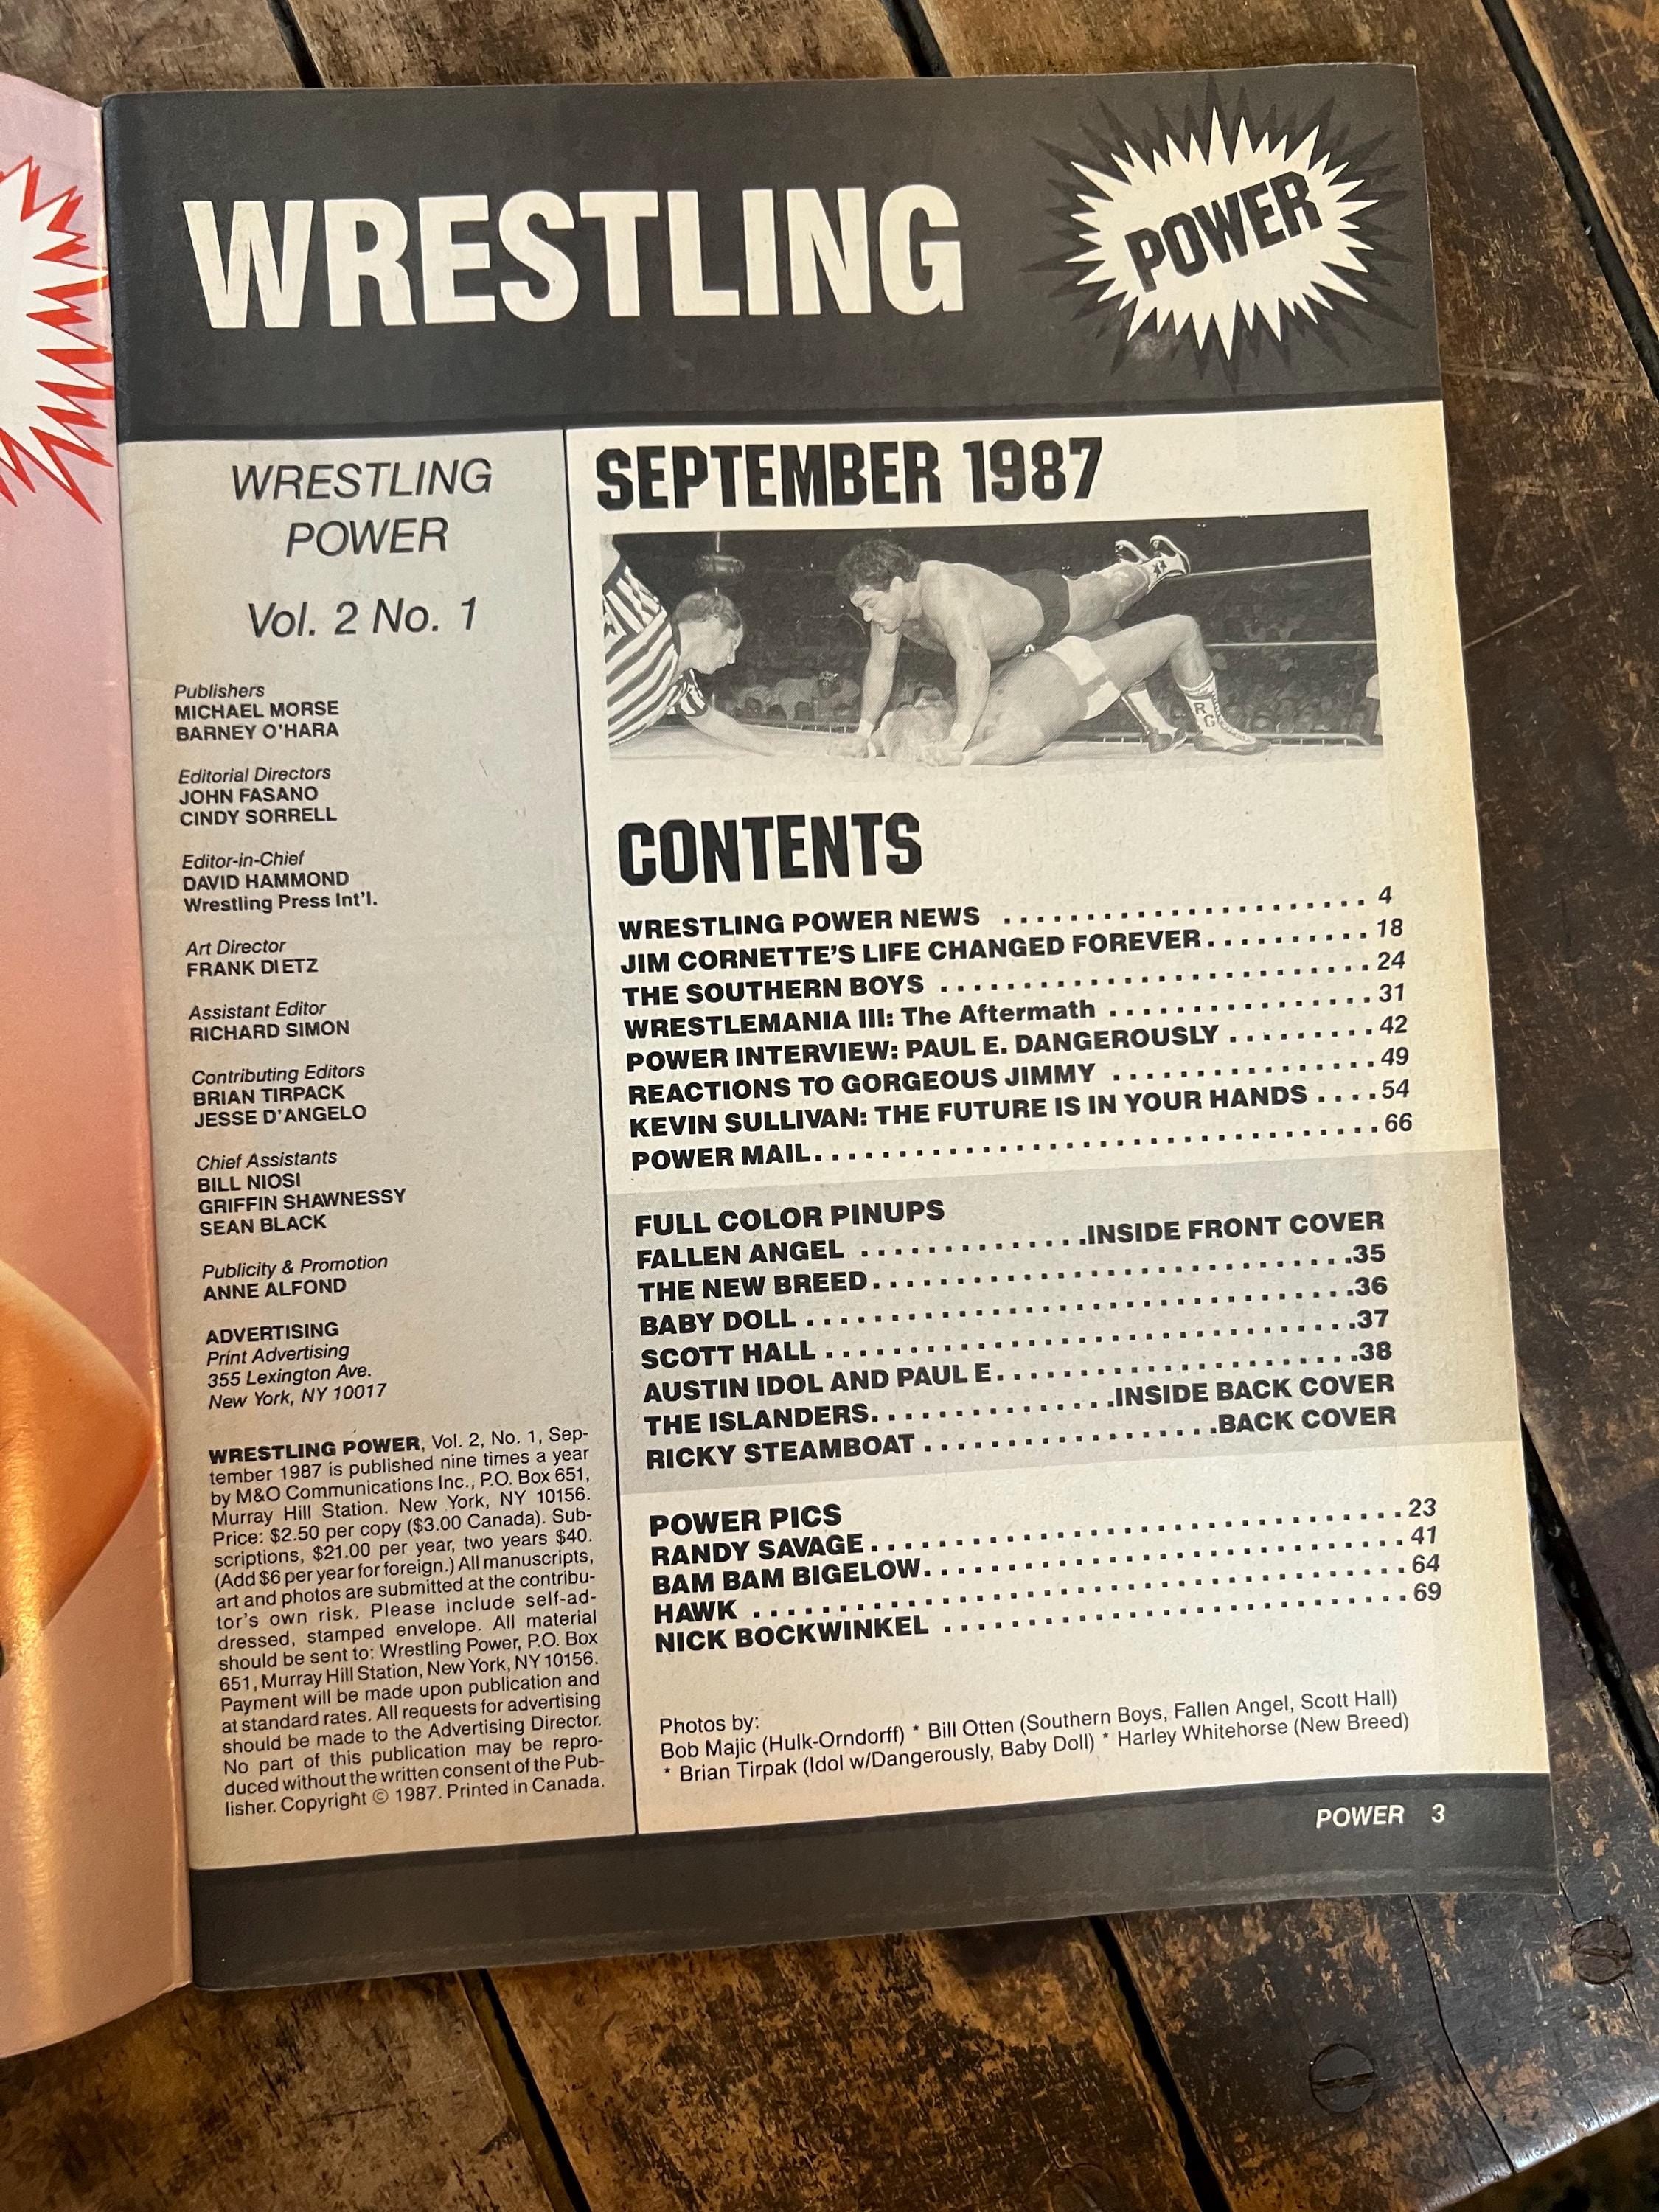 WRESTLING
POWER
WRESTLING
POWER
Vol. 2 No. 1
Publishers
MICHAEL MORSE
BARNEY O'HARA
Editorial Directors
JOHN FASANO
CINDY SORRELL
Editor-in-Chief
DAVID HAMMOND
Wrestling Press Int'l.
Art Director
FRANK DIETZ
Assistant Editor
RICHARD SIMON
Contributing Editors
BRIAN TIRPACK
JESSE D'ANGELO
Chief Assistants
BILL NIOSI
GRIFFIN SHAWNESSY
SEAN BLACK
Publicity & Promotion
ANNE ALFOND
ADVERTISING
Print Advertising
355 Lexington Ave.
New York, NY 10017
WRESTLING POWER, Vol. 2, No. 1, Sep-
tember 1987 is published nine times a year
by M&O Communications Inc., P.O. Box 651,
Murray Hill Station. New York, NY 10156.
Price: $2.50 per copy ($3.00 Canada). Sub-
scriptions, $21.00 per year, two years $40.
(Add $6 per year for foreign.) All manuscripts,
art and photos are submitted at the contribu-
tor's own risk. Please include self-ad-
dressed, stamped envelope. All material
should be sent to: Wrestling Power, P.O. Box
651, Murray Hill Station, New York, NY 10156.
Payment will be made upon publication and
at standard rates. All requests for advertising
should be made to the Advertising Director.
No part of this publication may be repro-
duced without the written consent of the Pub-
lisher. Copyright © 1987. Printed in Canada.
SEPTEMBER 1987
RG
CONTENTS
WRESTLING POWER NEWS ...................... 4
JIM CORNETTE'S LIFE CHANGED FOREVER.......... 18
THE SOUTHERN BOYS .......................... 24
WRESTLEMANIA III: The Aftermath ................ 31
POWER INTERVIEW: PAUL E. DANGEROUSLY ......... 42
REACTIONS TO GORGEOUS JIMMY ................ 49
KEVIN SULLIVAN: THE FUTURE IS IN YOUR HANDS .... 54
POWER MAIL.................................. 66
FULL COLOR PINUPS
FALLEN ANGEL ..............INSIDE FRONT COVER
THE NEW BREED..............................35
BABY DOLL ..................................36
SCOTT HALL .................................37
AUSTIN IDOL AND PAUL E......................38
THE ISLANDERS...............INSIDE BACK COVER
RICKY STEAMBOAT ..................BACK COVER
POWER PICS
RANDY SAVAGE................................. 23
BAM BAM BIGELOW.............................. 41
HAWK ......................................... 64
NICK BOCKWINKEL ............................. 69
Photos by:
Bob Majic (Hulk-Orndorff) * Bill Otten (Southern Boys, Fallen Angel, Scott Hall)
* Brian Tirpak (Idol w/Dangerously, Baby Doll) * Harley Whitehorse (New Breed)
POWER 3